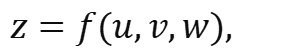 z = f(u, v, w),